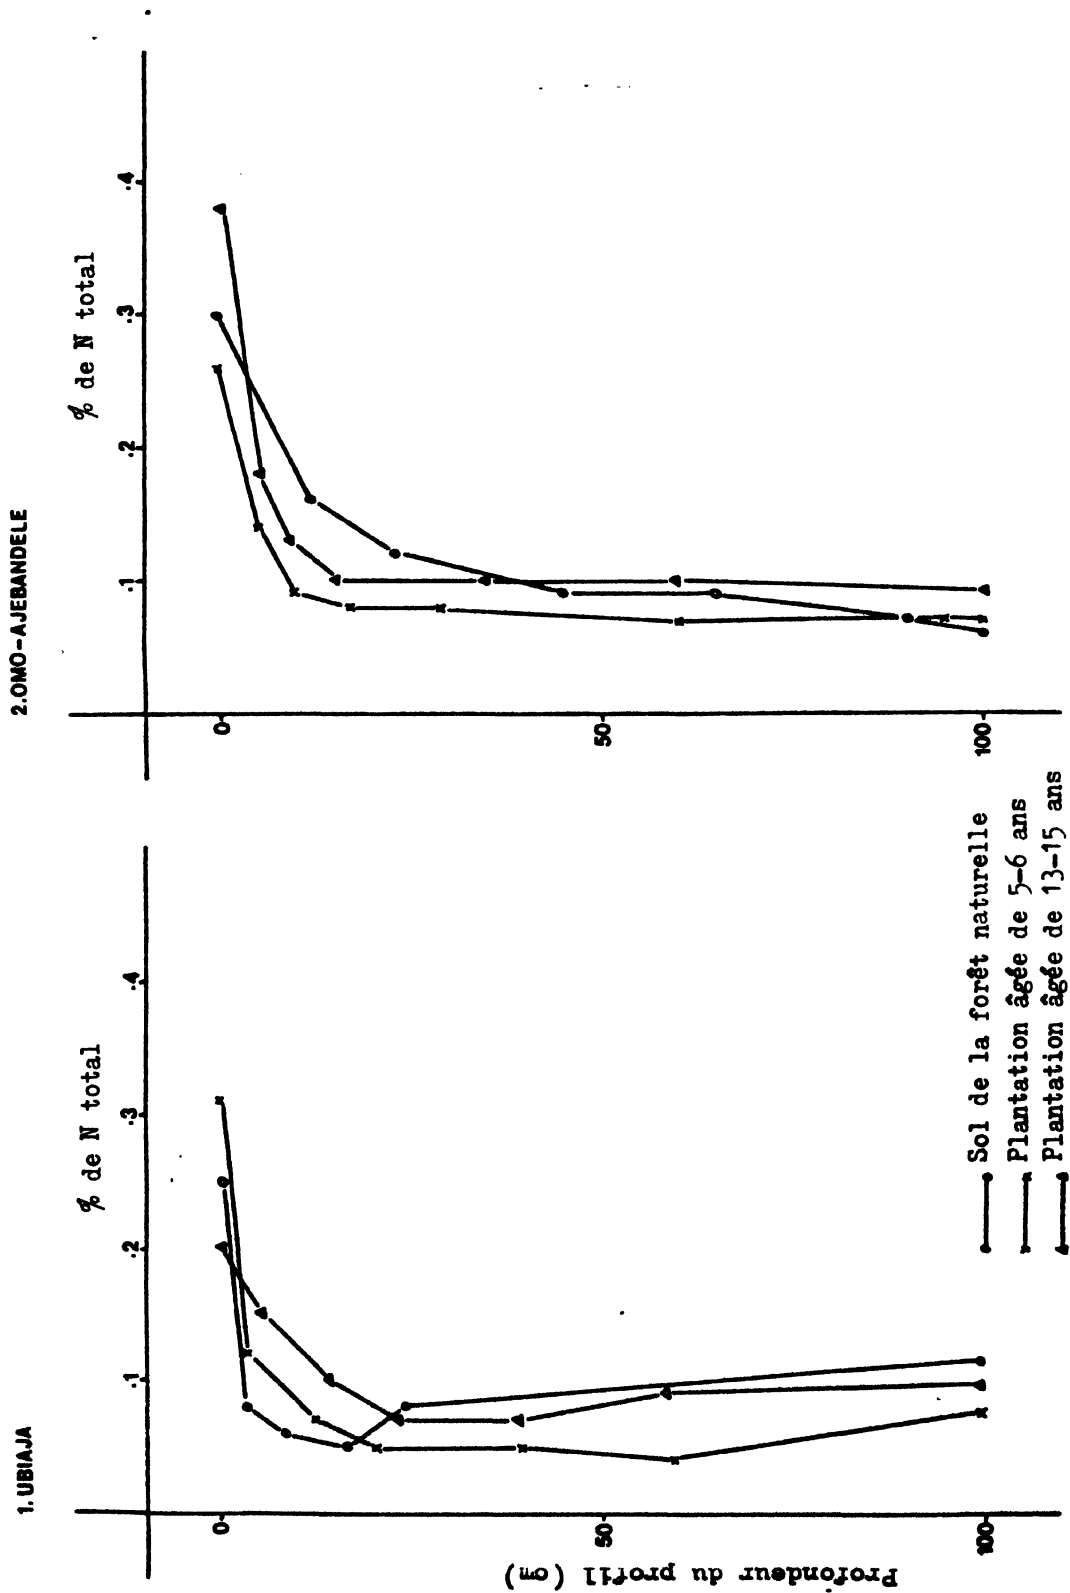 1.UBIAJA
% de N total
.1
.2
.3
.4
0
50
100
Profondeur du profil (cm)
2.OMO-AJEBANDELE
% de N total
.1
.2
.3
.4
0
50
100
Sol de la forêt naturelle
Plantation âgée de 5-6 ans
Plantation âgée de 13-15 ans